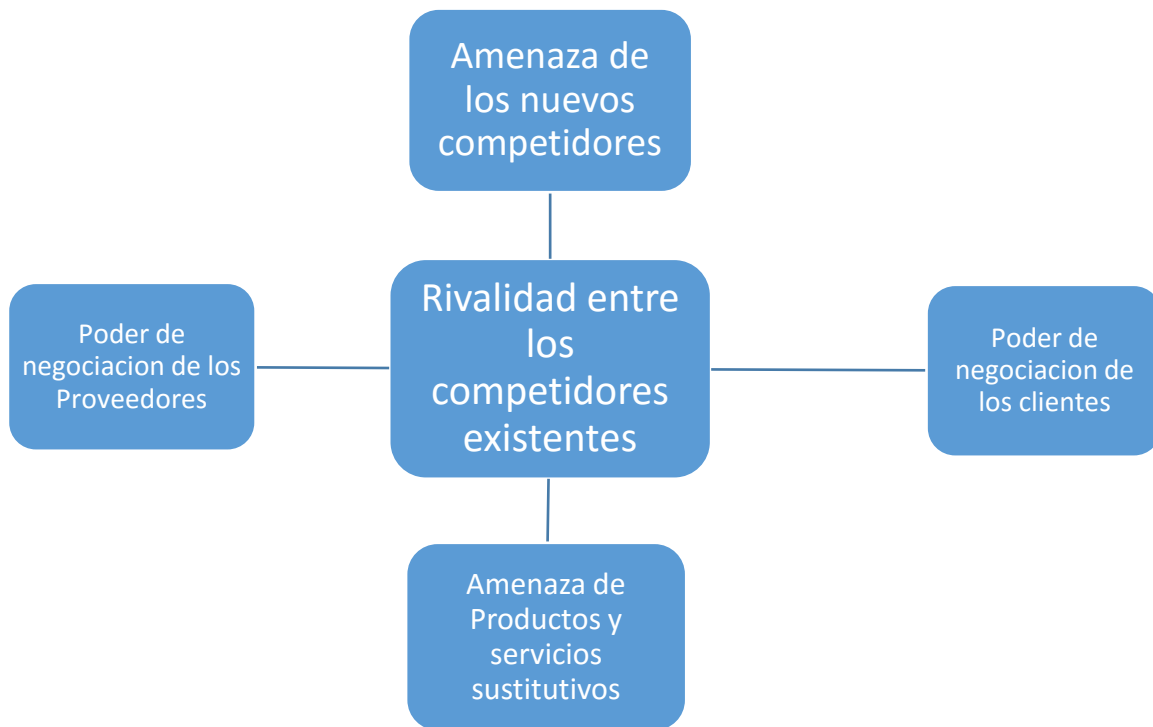 Amenaza de
los nuevos
competidores
Poder de
negociacion de los
Proveedores
Rivalidad entre
los
competidores
existentes
Poder de
negociacion de
los clientes
Amenaza de
Productos y
servicios
sustitutivos